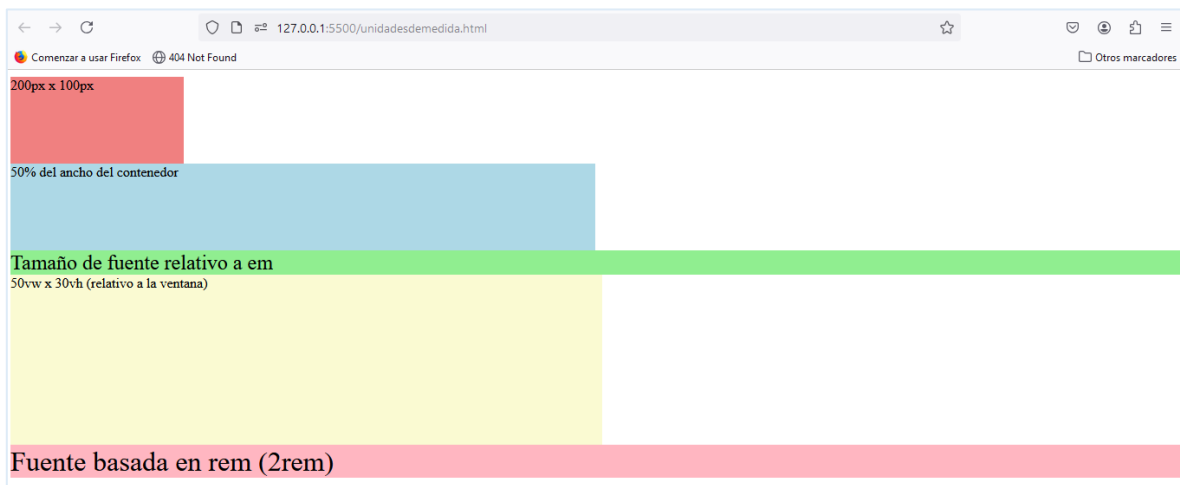 127.0.0.1:5500/unidadesdemedida.html
Comenzar a usar Firefox 404 Not Found Otros marcadores
200px x 100px
50% del ancho del contenedor
Tamaño de fuente relativo a em
50vw x 30vh (relativo a la ventana)
Fuente basada en rem (2rem)